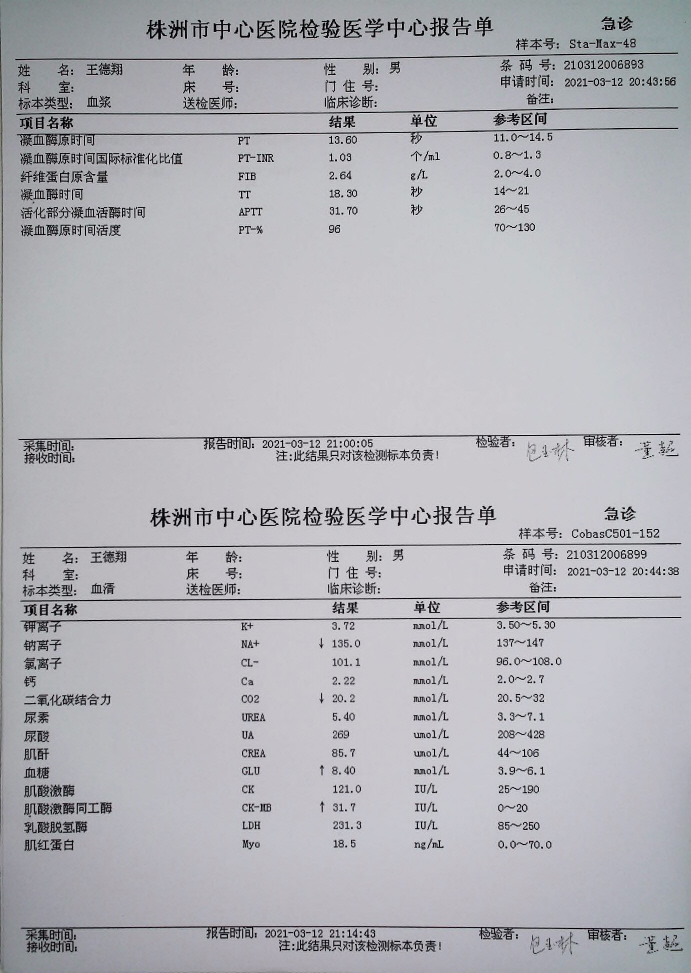 株洲市中心医院检验医学中心报告单 急诊
样本号: Sta-Max-48
姓 名: 王德翔 年 龄: 性 别: 男 条 码 号: 210312006893
科 室: 床 号: 门 住 号: 申请时间: 2021-03-12 20:43:56
标本类型: 血浆 送检医师: 临床诊断: 备注:
项目名称 结果 单位 参考区间
凝血酶原时间 PT 13.60 秒 11.0~14.5
凝血酶原时间国际标准化比值 PT-INR 1.03 个/ml 0.8~1.3
纤维蛋白原含量 FIB 2.64 g/L 2.0~4.0
凝血酶时间 TT 18.30 秒 14~21
活化部分凝血活酶时间 APTT 31.70 秒 26~45
凝血酶原时间活度 PT-% 96 70~130
采集时间: 报告时间: 2021-03-12 21:00:05 检验者: 审核者:
接收时间: 注:此结果只对该检测标本负责!
株洲市中心医院检验医学中心报告单 急诊
样本号: CobasC501-152
姓 名: 王德翔 年 龄: 性 别: 男 条 码 号: 210312006899
科 室: 床 号: 门 住 号: 申请时间: 2021-03-12 20:44:38
标本类型: 血清 送检医师: 临床诊断: 备注:
项目名称 结果 单位 参考区间
钾离子 K+ 3.72 mmol/L 3.50~5.30
钠离子 NA+ ↓ 135.0 mmol/L 137~147
氯离子 CL- 101.1 mmol/L 96.0~108.0
钙 Ca 2.22 mmol/L 2.0~2.7
二氧化碳结合力 CO2 ↓ 20.2 mmol/L 20.5~32
尿素 UREA 5.40 mmol/L 3.3~7.1
尿酸 UA 269 umol/L 208~428
肌酐 CREA 85.7 umol/L 44~106
血糖 GLU ↑ 8.40 mmol/L 3.9~6.1
肌酸激酶 CK 121.0 IU/L 25~190
肌酸激酶同工酶 CK-MB ↑ 31.7 IU/L 0~20
乳酸脱氢酶 LDH 231.3 IU/L 85~250
肌红蛋白 Myo 18.5 ng/mL 0.0~70.0
采集时间: 报告时间: 2021-03-12 21:14:43 检验者: 审核者:
接收时间: 注:此结果只对该检测标本负责!